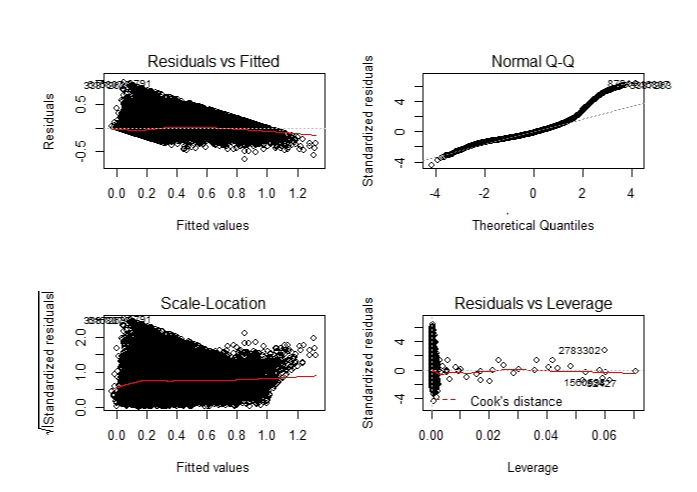 Residuals vs Fitted
Residuals
0.5
-0.5
0.0 0.2 0.4 0.6 0.8 1.0 1.2
Fitted values
Normal Q-Q
Standardized residuals
4
0
-4
-4 -2 0 2 4
Theoretical Quantiles
Scale-Location
√|Standardized residuals|
2.0
1.0
0.0
0.0 0.2 0.4 0.6 0.8 1.0 1.2
Fitted values
Residuals vs Leverage
Standardized residuals
4
0
-4
2783302
Cook's distance
0.00 0.02 0.04 0.06
Leverage